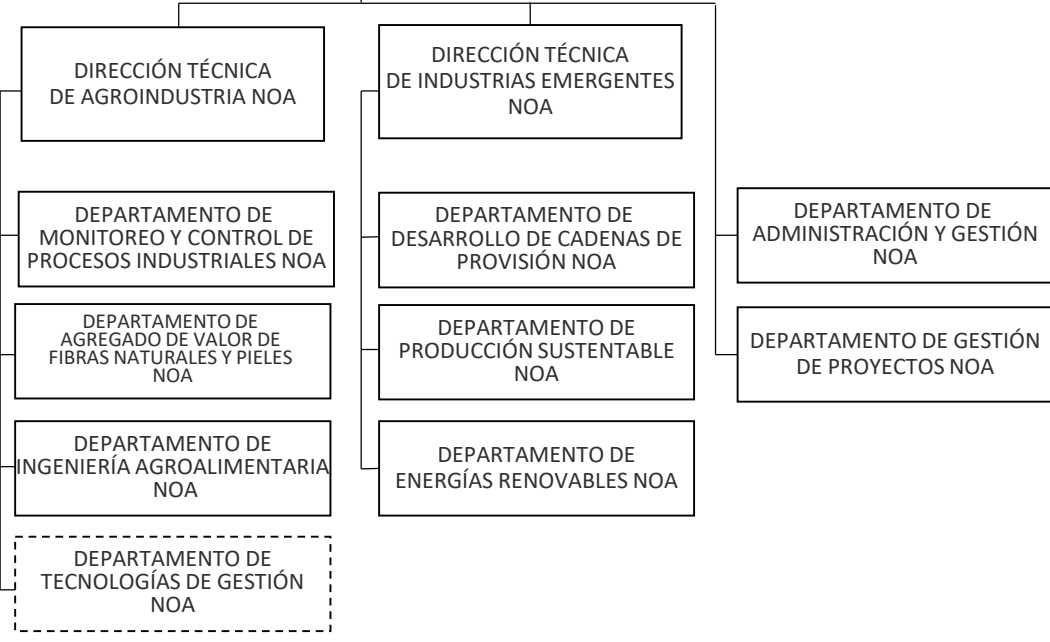 DIRECCIÓN TÉCNICA
DE AGROINDUSTRIA NOA
DIRECCIÓN TÉCNICA
DE INDUSTRIAS EMERGENTES
NOA
DEPARTAMENTO DE
MONITOREO Y CONTROL DE
PROCESOS INDUSTRIALES NOA
DEPARTAMENTO DE
DESARROLLO DE CADENAS DE
PROVISIÓN NOA
DEPARTAMENTO DE
ADMINISTRACIÓN Y GESTIÓN
NOA
DEPARTAMENTO DE
AGREGADO DE VALOR DE
FIBRAS NATURALES Y PIELES
NOA
DEPARTAMENTO DE
PRODUCCIÓN SUSTENTABLE
NOA
DEPARTAMENTO DE GESTIÓN
DE PROYECTOS NOA
DEPARTAMENTO DE
INGENIERÍA AGROALIMENTARIA
NOA
DEPARTAMENTO DE
ENERGÍAS RENOVABLES NOA
DEPARTAMENTO DE
TECNOLOGÍAS DE GESTIÓN
NOA